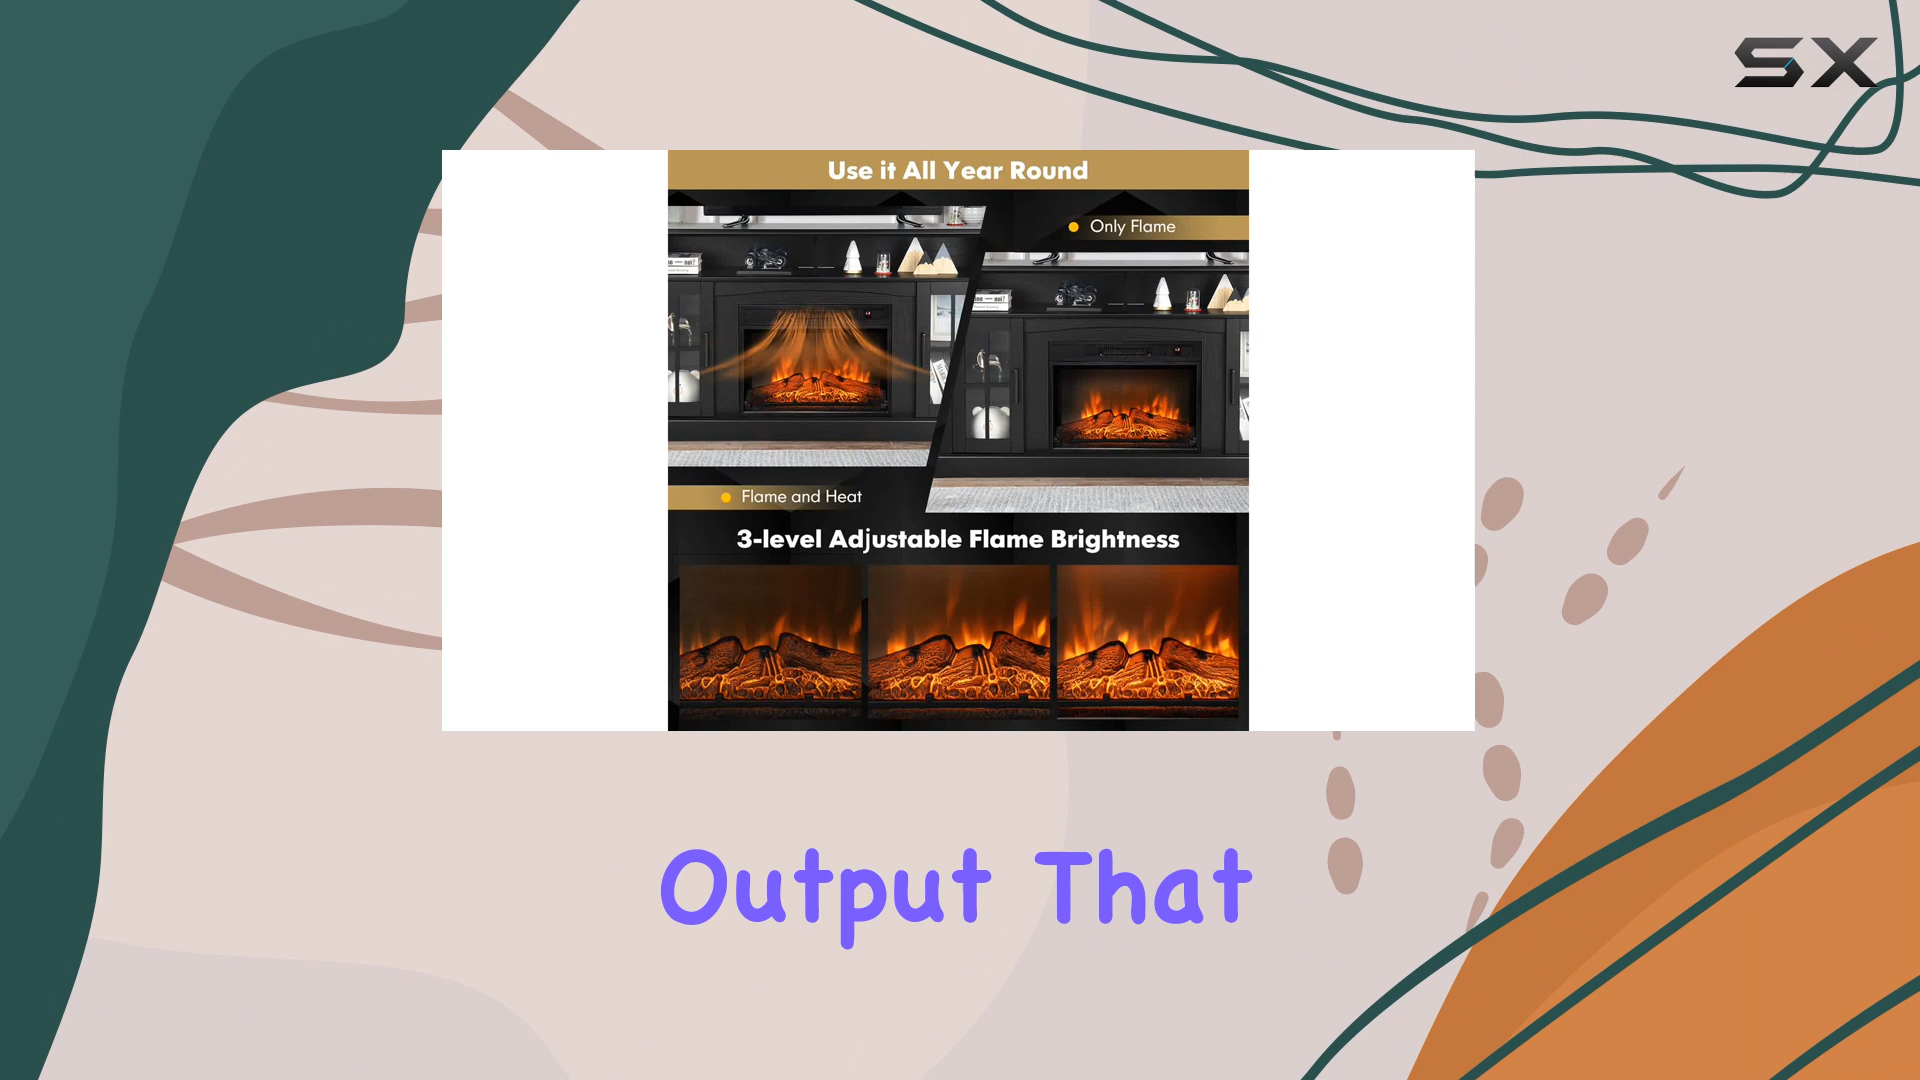 SX
Use it All Year Round
Only Flame
Flame and Heat
3-level Adjustable Flame Brightness
Output That